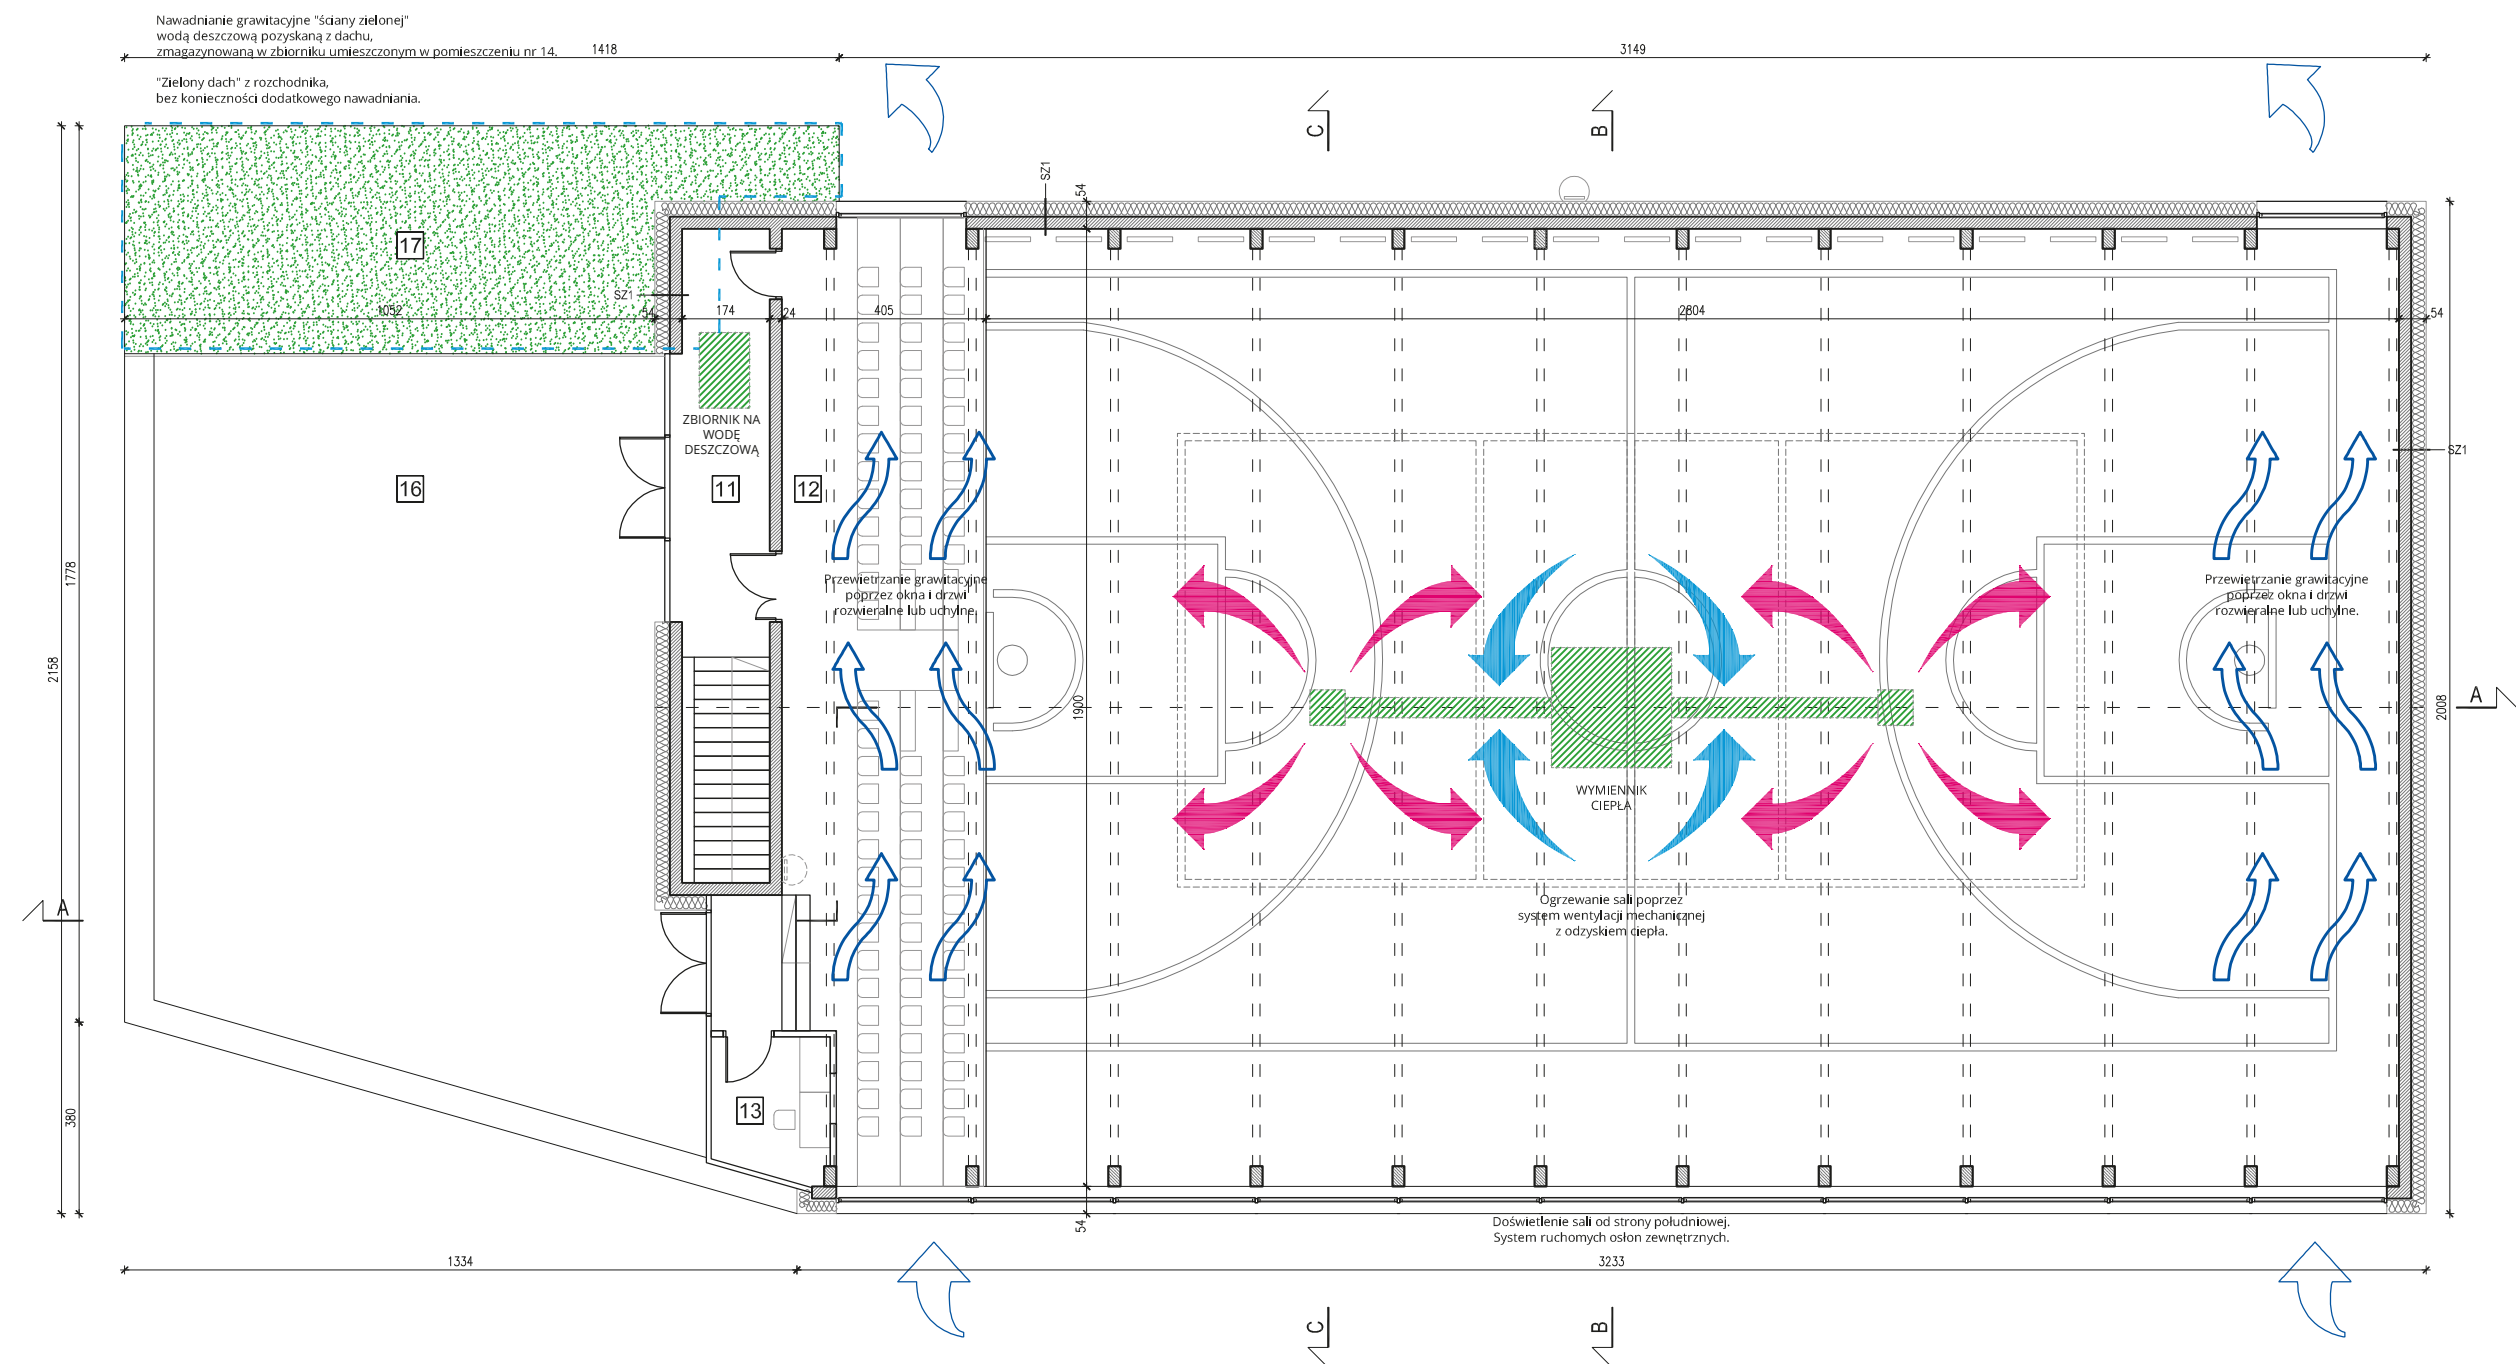 Nawadnianie grawitacyjne "ściany zielonej"
wodą deszczową pozyskaną z dachu,
zmagazynowaną w zbiorniku umieszczonym w pomieszczeniu nr 14.
"Zielony dach" z rozchodnika,
bez konieczności dodatkowego nawadniania.
1418
3149
C
B
SZ1
54
17
SZ1
1052
54
174
24
405
2804
54
ZBIORNIK NA
WODĘ
DESZCZOWĄ
16
11
12
SZ1
2158
1778
Przewietrzanie grawitacyjne
poprzez okna i drzwi
rozwieralne lub uchylne.
Przewietrzanie grawitacyjne
poprzez okna i drzwi
rozwieralne lub uchylne.
1900
2008
A
WYMIENNIK
CIEPŁA
A
Ogrzewanie sali poprzez
system wentylacji mechanicznej
z odzyskiem ciepła.
380
13
54
Doświetlenie sali od strony południowej.
System ruchomych osłon zewnętrznych.
1334
3233
C
B